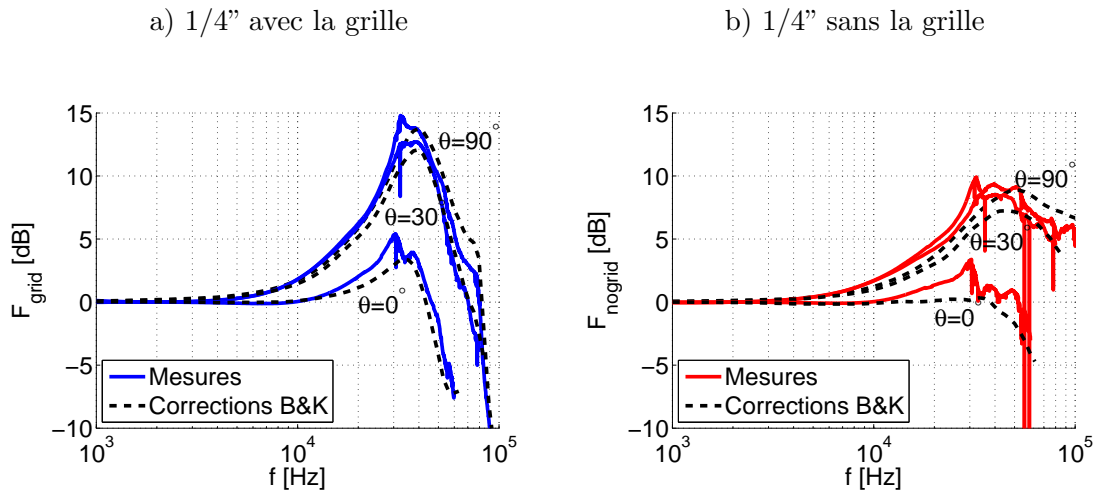 a) 1/4” avec la grille
b) 1/4” sans la grille
15
10
5
0
−5
−10
F_grid [dB]
θ=90°
θ=30°
θ=0°
Mesures
Corrections B&K
10^3
10^4
10^5
f [Hz]
15
10
5
0
−5
−10
F_nogrid [dB]
θ=90°
θ=30°
θ=0°
Mesures
Corrections B&K
10^3
10^4
10^5
f [Hz]